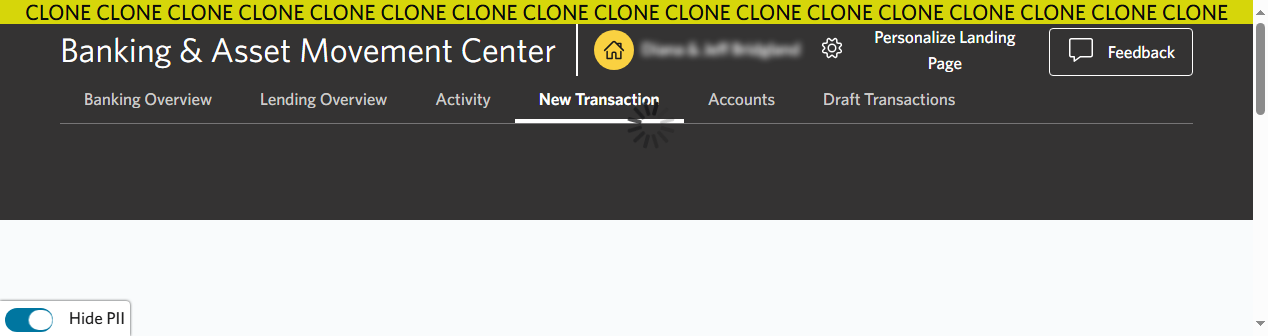 CLONE CLONE CLONE CLONE CLONE CLONE CLONE CLONE CLONE CLONE CLONE CLONE CLONE CLONE CLONE CLONE CLONE
Banking & Asset Movement Center
Personalize Landing
Page
Feedback
Banking Overview Lending Overview Activity New Transaction Accounts Draft Transactions
Hide PII